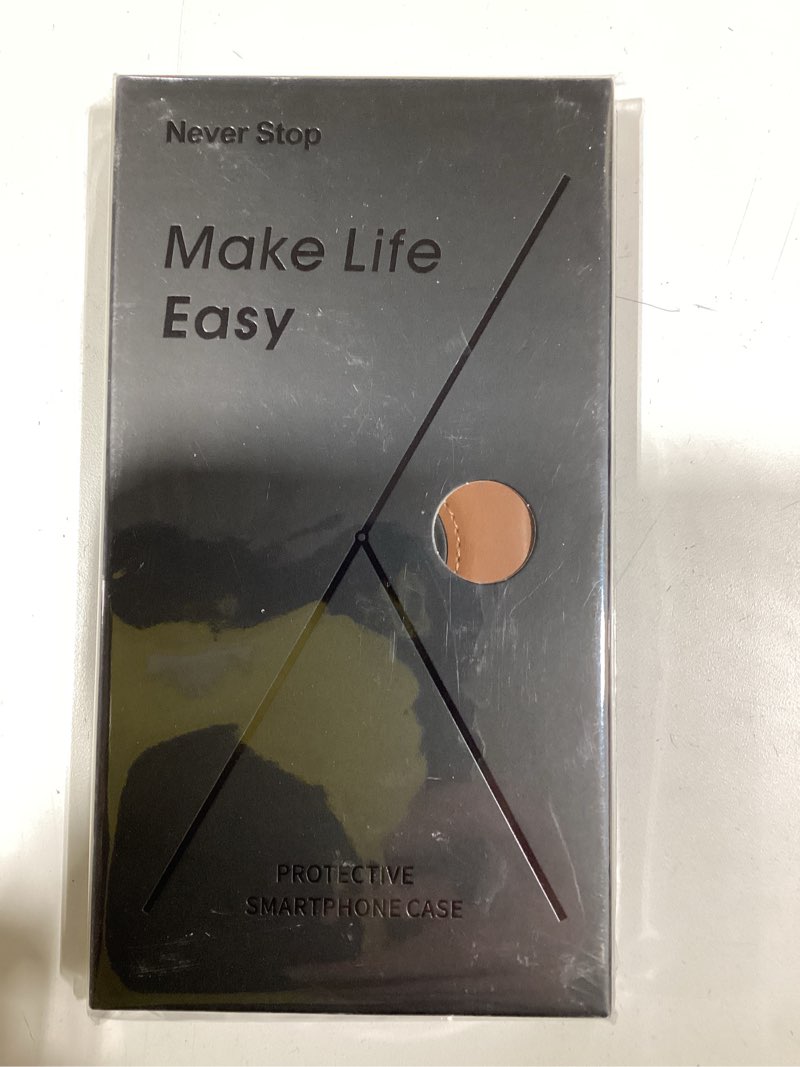 Never Stop
Make Life
Easy
PROTECTIVE
SMARTPHONE CASE